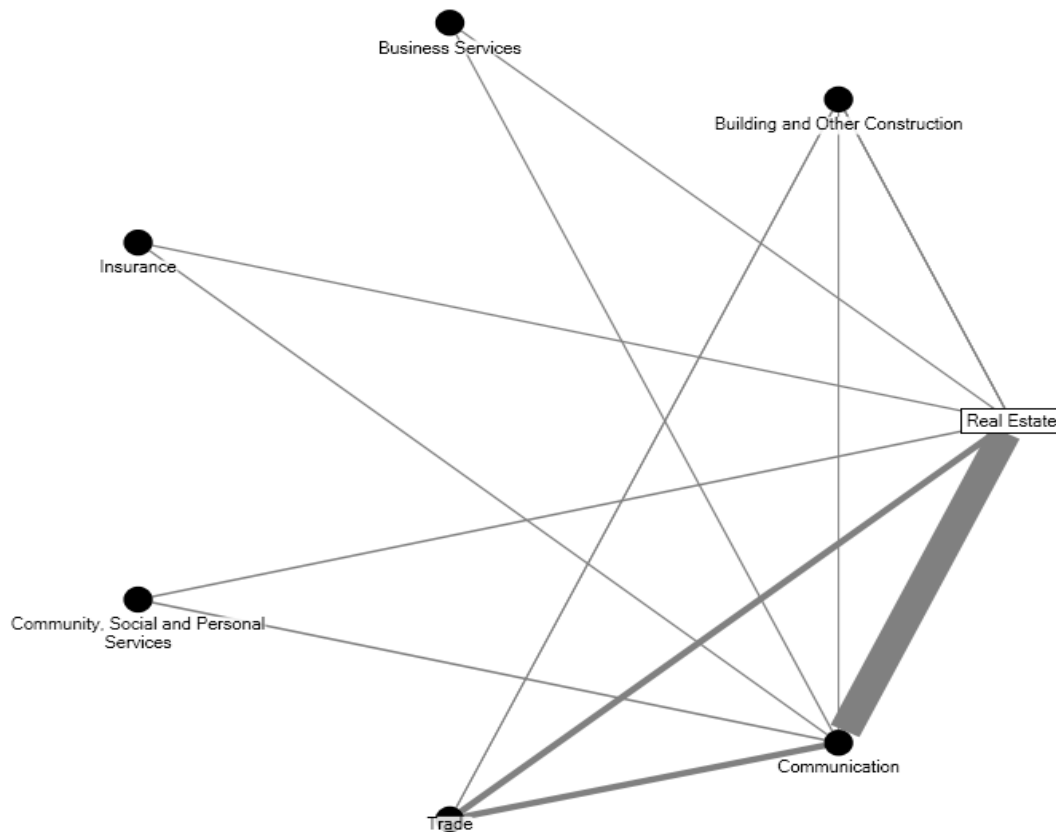 Business Services
Building and Other Construction
Insurance
Real Estate
Community, Social and Personal
Services
Communication
Trade